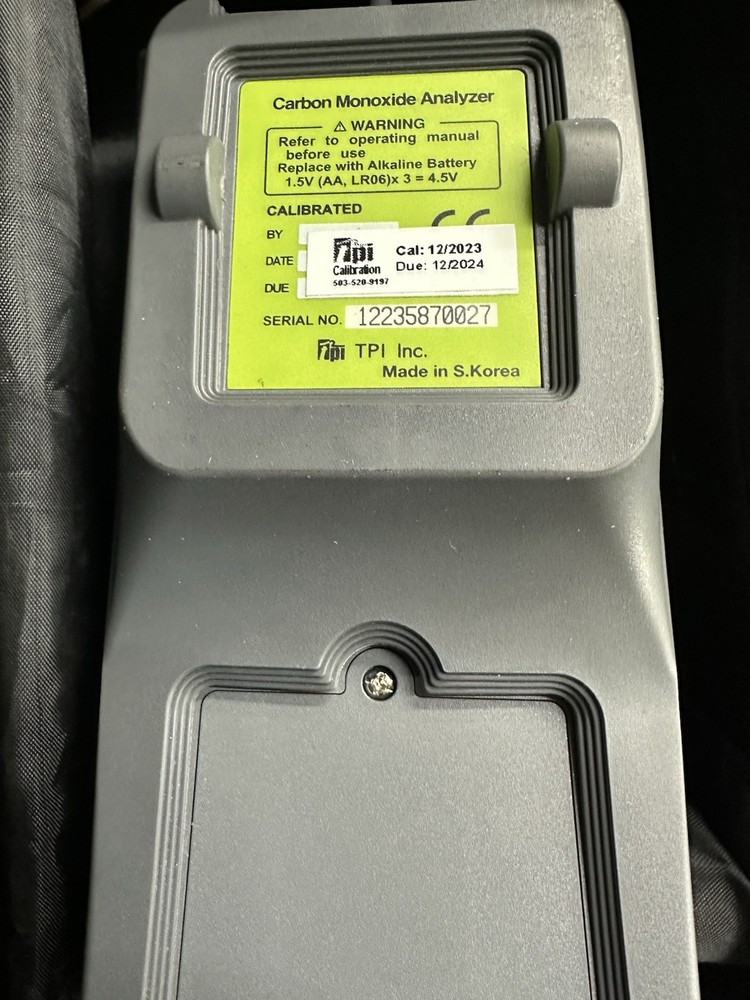 Carbon Monoxide Analyzer
⚠ WARNING
Refer to operating manual
before use
Replace with Alkaline Battery
1.5V (AA, LR06)x 3 = 4.5V
CALIBRATED
CE
BY
DATE
DUE
tpi
Calibration
503-520-9197
Cal: 12/2023
Due: 12/2024
SERIAL NO. 12235870027
tpi TPI Inc.
Made in S.Korea